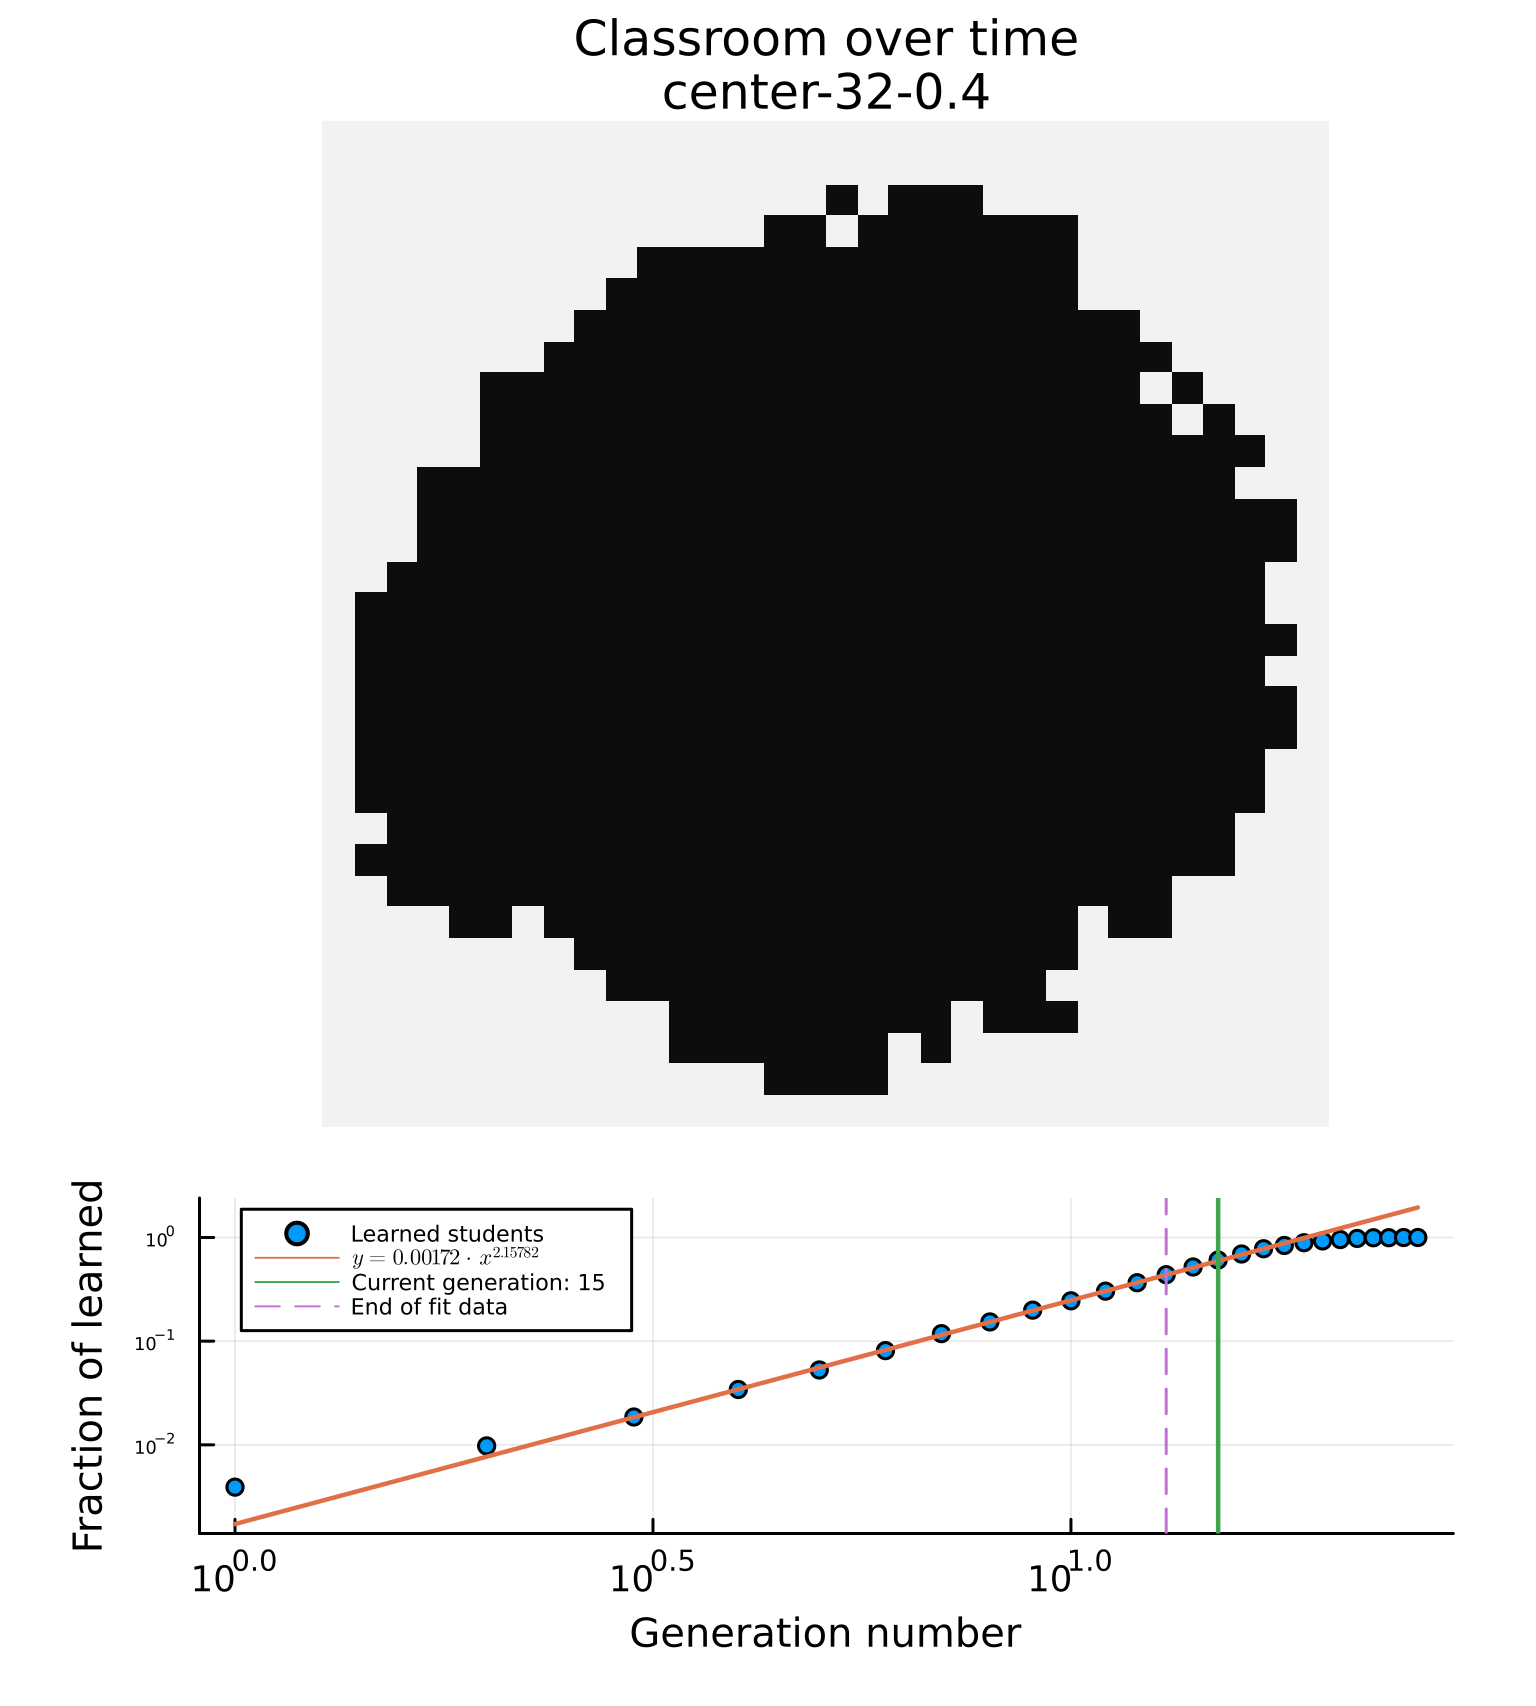 Classroom over time
center-32-0.4
Fraction of learned
10⁰
10⁻¹
10⁻²
Learned students
y = 0.00172 · x^2.15782
Current generation: 15
End of fit data
10^0.0 10^0.5 10^1.0
Generation number